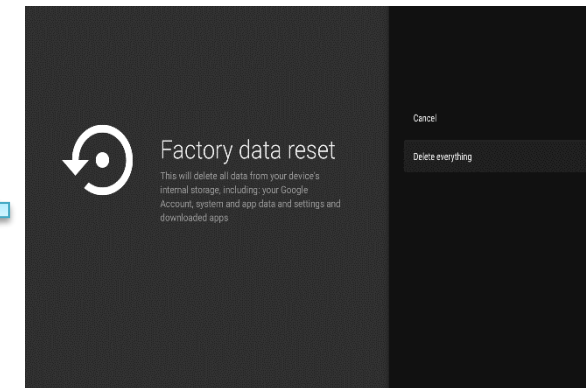 Factory data reset
This will delete all data from your device's
internal storage, including: your Google
Account, system and app data and settings and
downloaded apps
Cancel
Delete everything